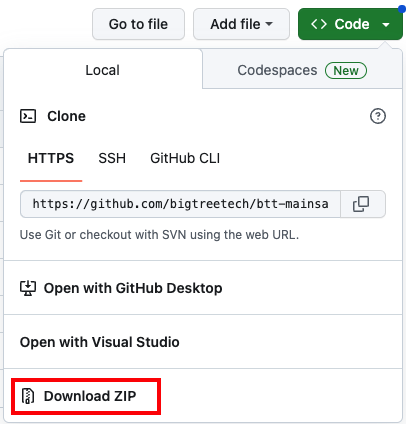 Go to file
Add file
<> Code
Local
Codespaces New
Clone
HTTPS SSH GitHub CLI
https://github.com/bigtreetech/btt-mainsa
Use Git or checkout with SVN using the web URL.
Open with GitHub Desktop
Open with Visual Studio
Download ZIP